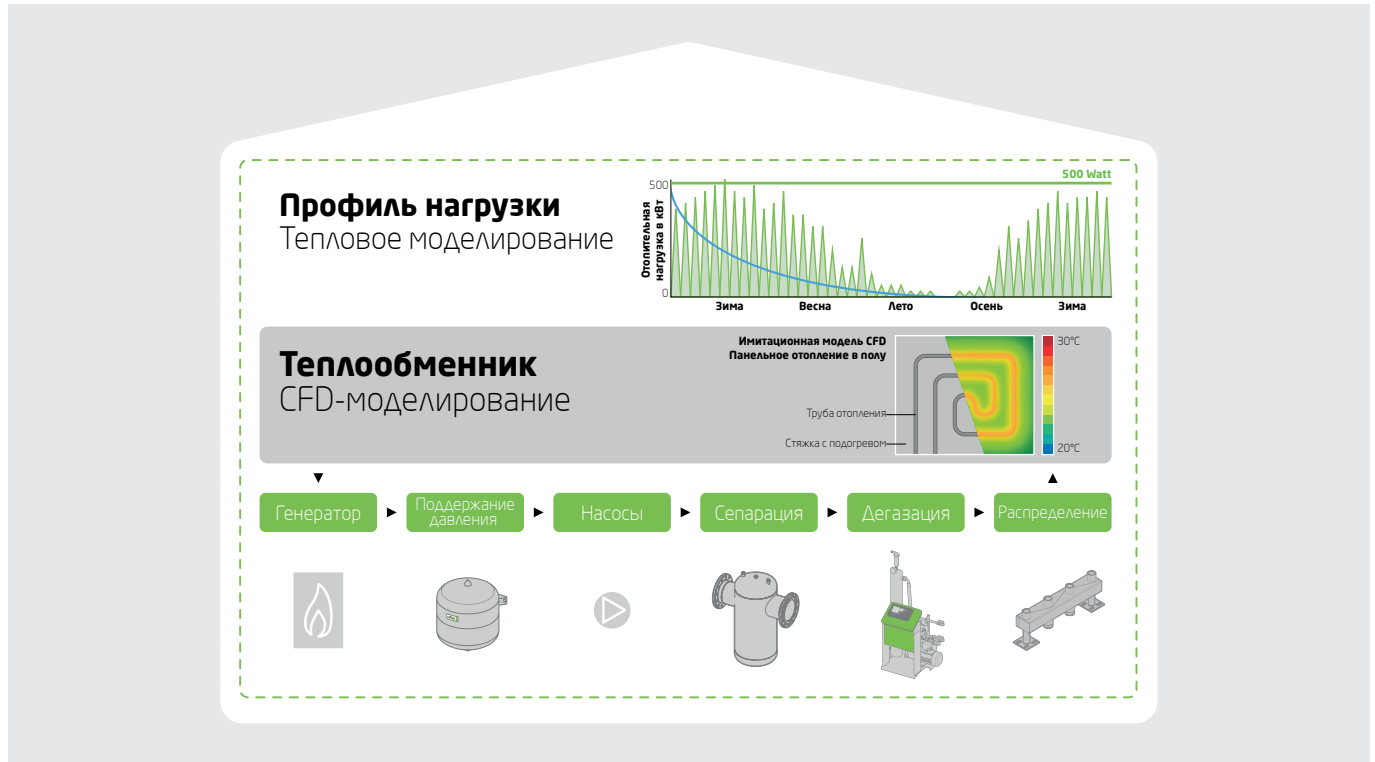 Профиль нагрузки
Тепловое моделирование
500 Watt
500
0
Отопительная
нагрузка в кВт
Зима
Весна
Лето
Осень
Зима
Теплообменник
CFD-моделирование
Имитационная модель CFD
Панельное отопление в полу
30°C
Труба отопления
Стяжка с подогревом
20°C
Генератор
Поддержание
давления
Насосы
Сепарация
Дегазация
Распределение